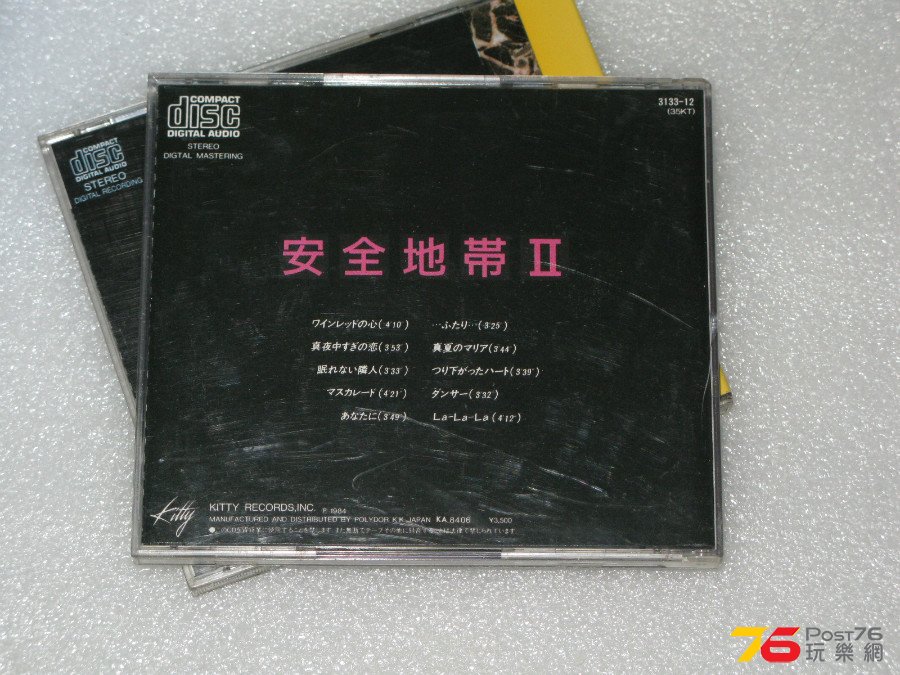 COMPACT
disc
DIGITAL AUDIO
STEREO
DIGTAL MASTERING
3133-12
(35KT)
COMPACT
disc
DIGITAL AUDIO
STEREO
DIGITAL RECORDING
安全地帯II
ワインレッドの心(4'10") …ふたり…(3'25")
真夜中すぎの恋(3'53") 真夏のマリア(3'44")
眠れない隣人(3'33") つり下がったハート(3'39")
マスカレード(4'21") ダンサー(3'32")
あなたに(3'49") La-La-La(4'12")
Kitty
KITTY RECORDS,INC. ℗ 1984
MANUFACTURED AND DISTRIBUTED BY POLYDOR K.K. JAPAN KA.8406 ¥3,500
76 Post76
玩樂網